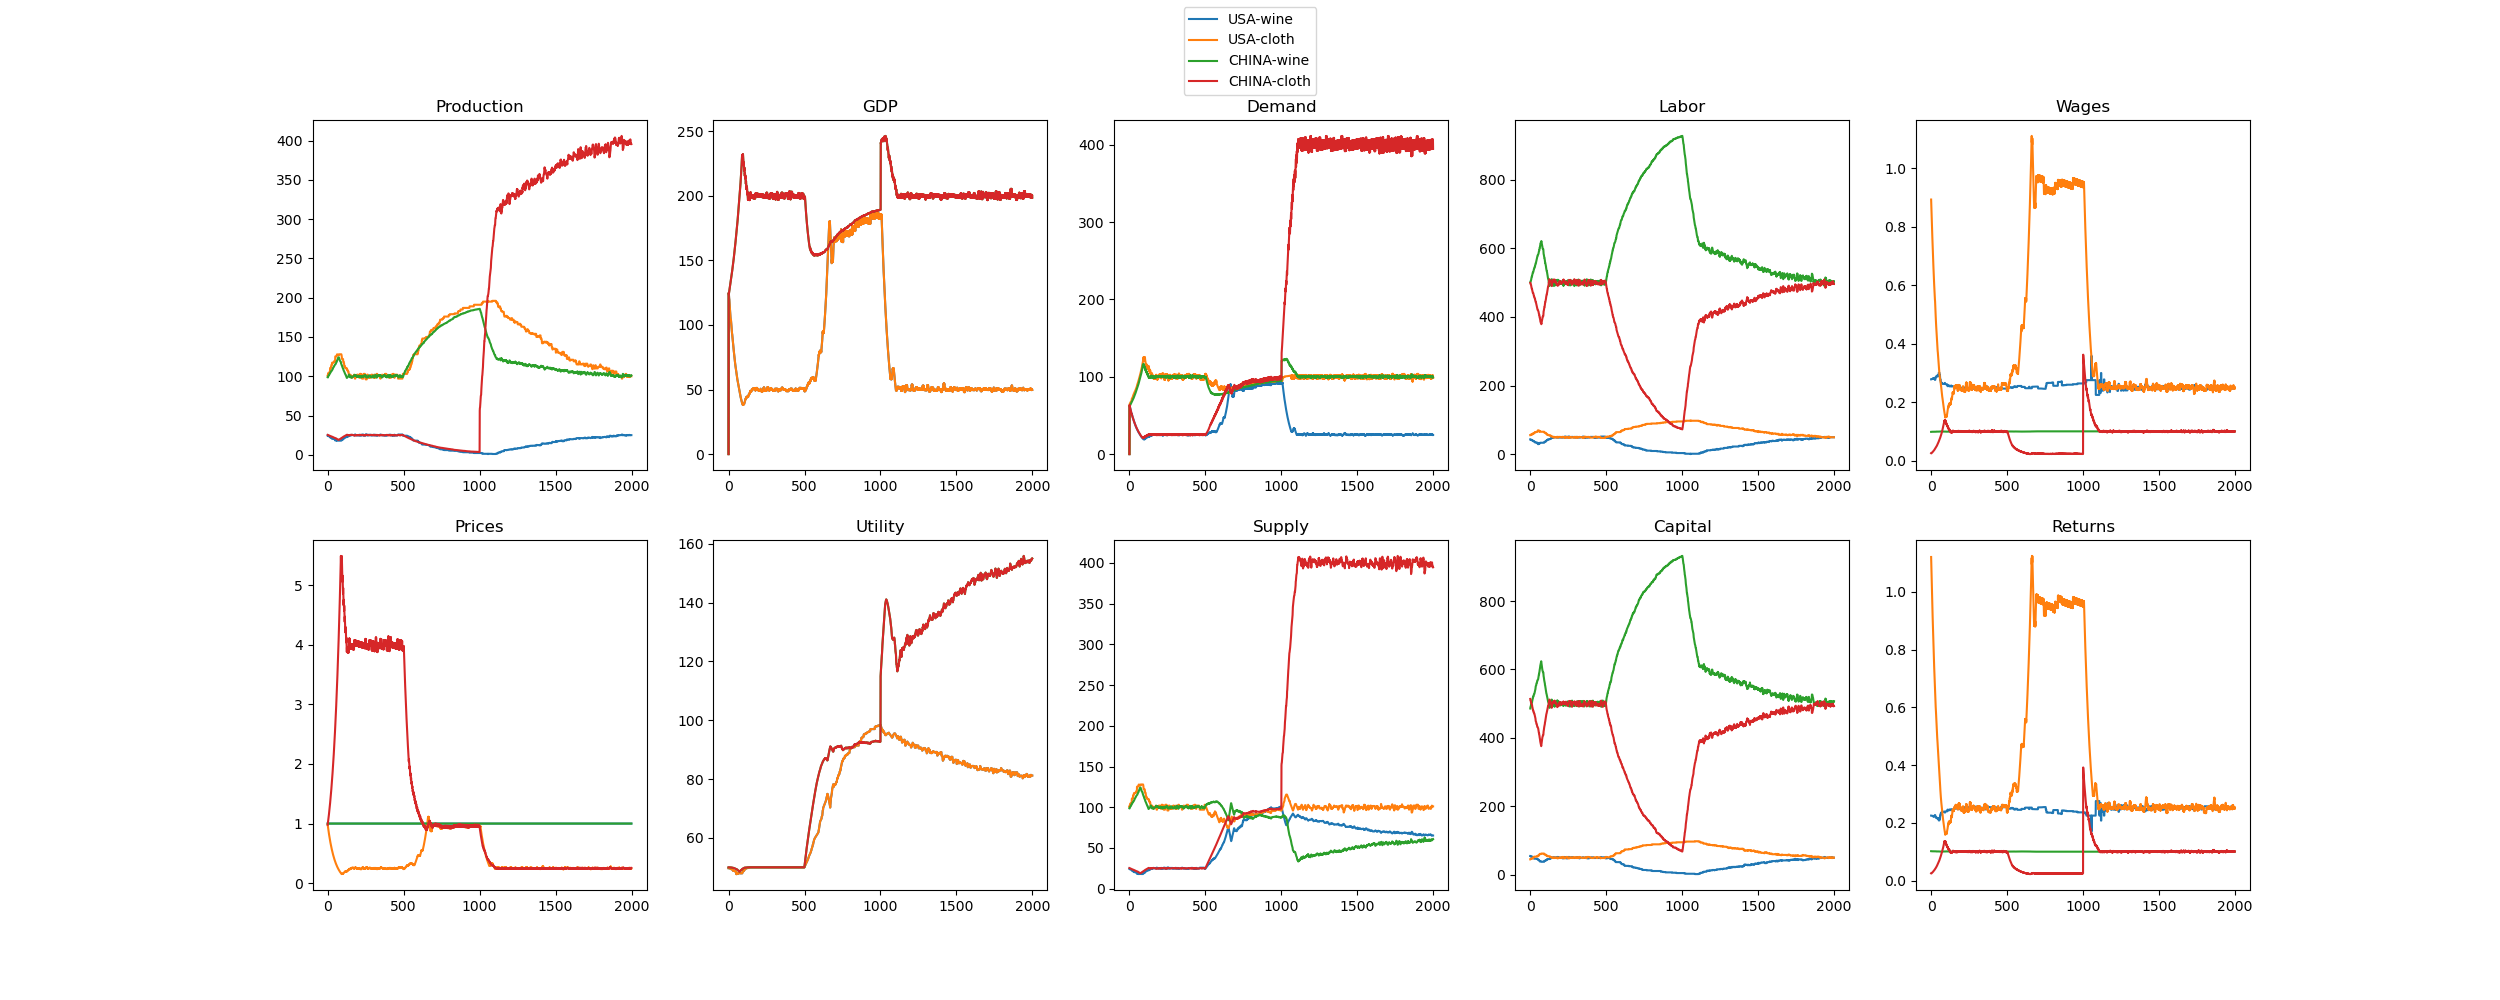 USA-wine
USA-cloth
CHINA-wine
CHINA-cloth
Production
400
350
300
250
200
150
100
50
0
0 500 1000 1500 2000
GDP
250
200
150
100
50
0
0 500 1000 1500 2000
Demand
400
300
200
100
0
0 500 1000 1500 2000
Labor
800
600
400
200
0
0 500 1000 1500 2000
Wages
1.0
0.8
0.6
0.4
0.2
0.0
0 500 1000 1500 2000
Prices
5
4
3
2
1
0
0 500 1000 1500 2000
Utility
160
140
120
100
80
60
0 500 1000 1500 2000
Supply
400
350
300
250
200
150
100
50
0
0 500 1000 1500 2000
Capital
800
600
400
200
0
0 500 1000 1500 2000
Returns
1.0
0.8
0.6
0.4
0.2
0.0
0 500 1000 1500 2000